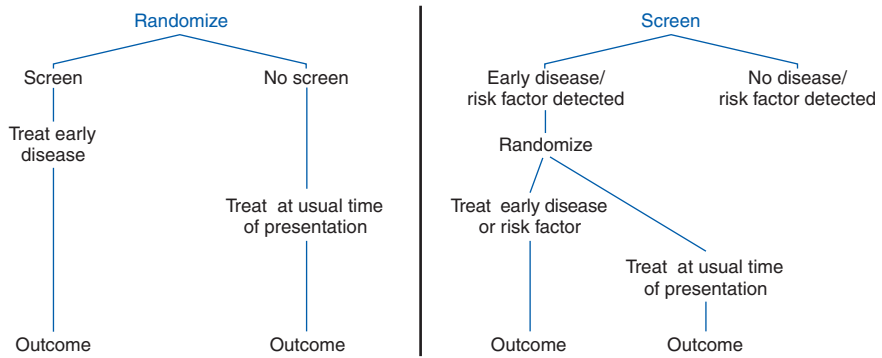 Randomize
Screen
No screen
Treat early
disease
Treat at usual time
of presentation
Outcome
Outcome
Screen
Early disease/
risk factor detected
No disease/
risk factor detected
Randomize
Treat early disease
or risk factor
Treat at usual time
of presentation
Outcome
Outcome